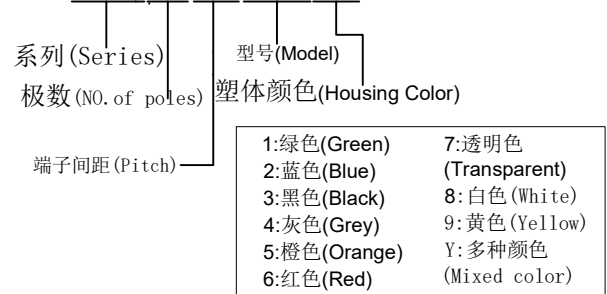 系列(Series)
型号(Model)
极数(NO.of poles)
塑体颜色(Housing Color)
端子间距(Pitch)
1:绿色(Green)
2:蓝色(Blue)
3:黑色(Black)
4:灰色(Grey)
5:橙色(Orange)
6:红色(Red)
7:透明色
(Transparent)
8:白色(White)
9:黄色(Yellow)
Y:多种颜色
(Mixed color)